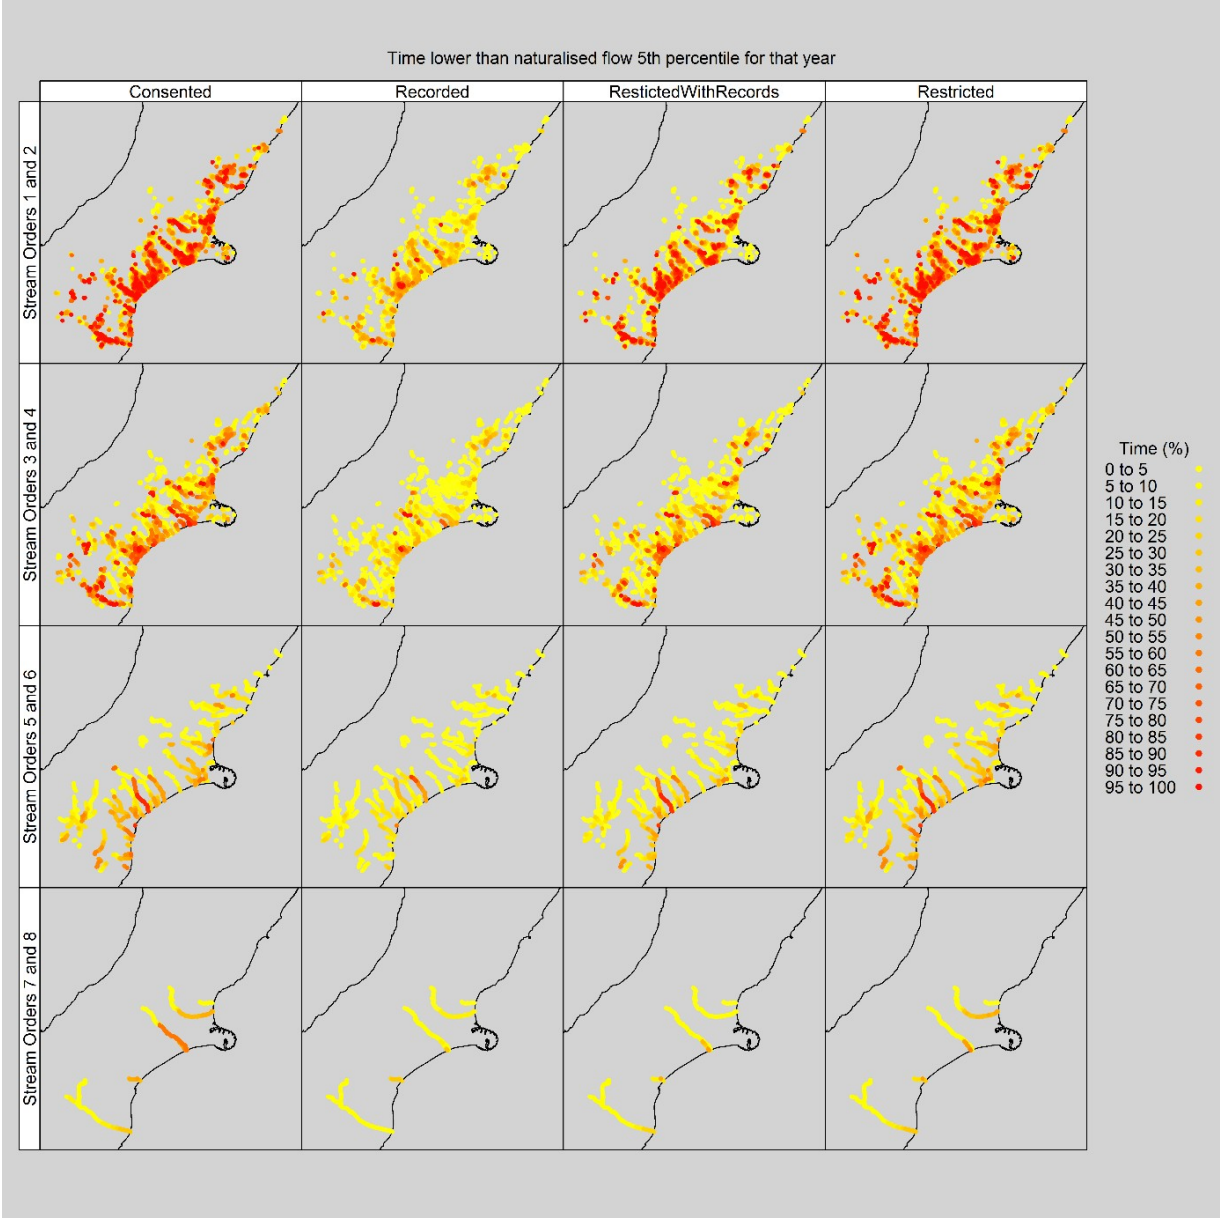 Time lower than naturalised flow 5th percentile for that year
Consented
Recorded
RestictedWithRecords
Restricted
Stream Orders 1 and 2
Stream Orders 3 and 4
Stream Orders 5 and 6
Stream Orders 7 and 8
Time (%)
0 to 5
5 to 10
10 to 15
15 to 20
20 to 25
25 to 30
30 to 35
35 to 40
40 to 45
45 to 50
50 to 55
55 to 60
60 to 65
65 to 70
70 to 75
75 to 80
80 to 85
85 to 90
90 to 95
95 to 100